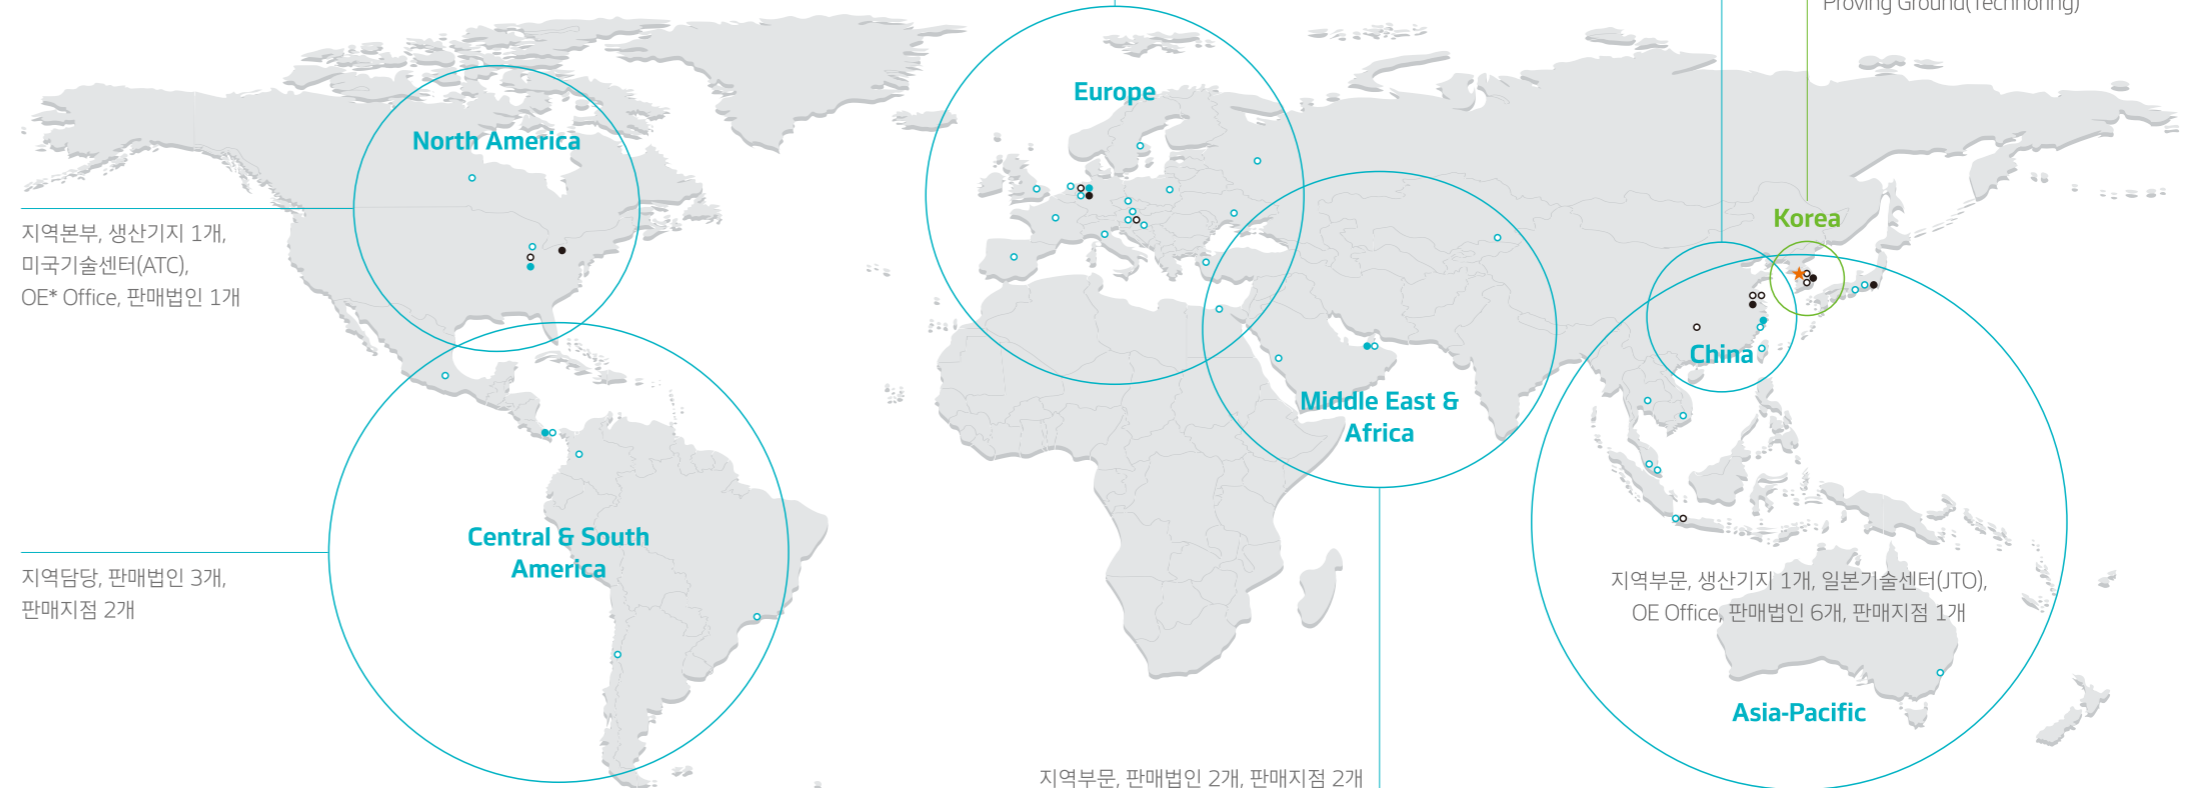 Proving Ground(Technoring)
Europe
North America
Korea
지역본부, 생산기지 1개,
미국기술센터(ATC),
OE* Office, 판매법인 1개
China
Middle East &
Africa
Central & South
America
지역담당, 판매법인 3개,
판매지점 2개
지역부문, 생산기지 1개, 일본기술센터(JTO),
OE Office, 판매법인 6개, 판매지점 1개
Asia-Pacific
지역부문, 판매법인 2개, 판매지점 2개